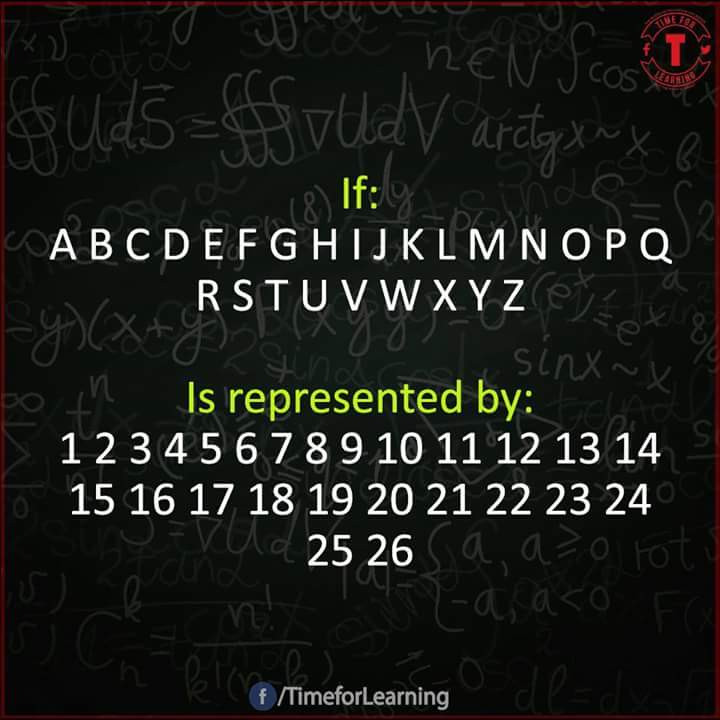 TIME FOR
T
LEARNING
If:
A B C D E F G H I J K L M N O P Q
R S T U V W X Y Z
Is represented by:
1 2 3 4 5 6 7 8 9 10 11 12 13 14
15 16 17 18 19 20 21 22 23 24
25 26
f /TimeforLearning